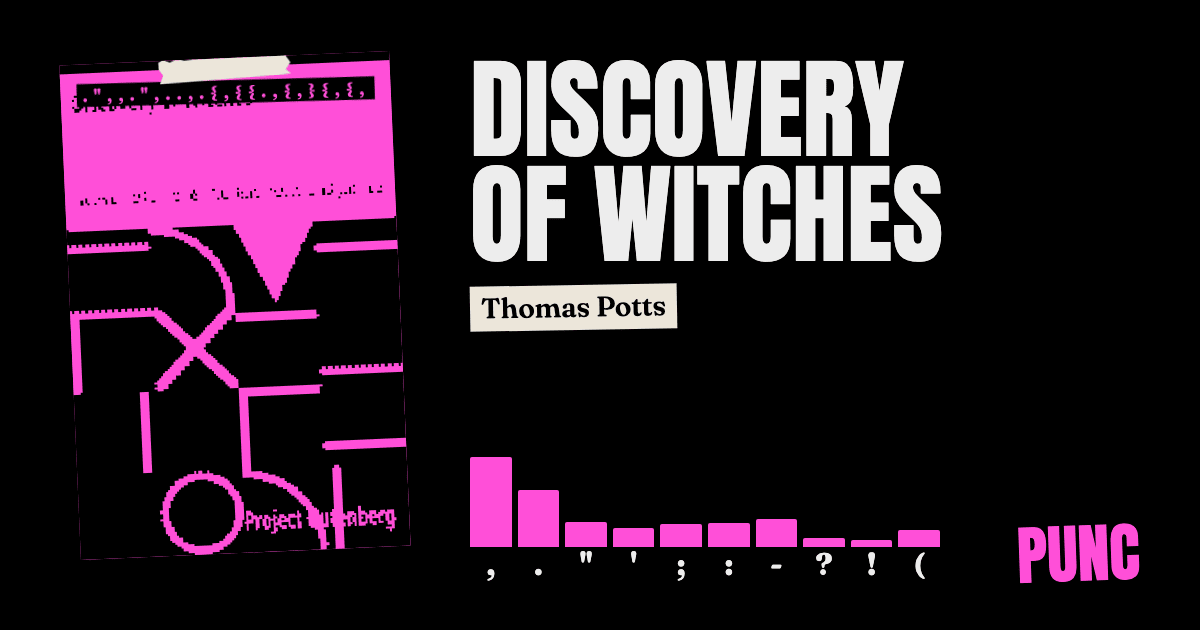 .",,.",.,.{,{{.,{,}{,{,
DISCOVERY
OF WITCHES
Thomas Potts
Project Gutenberg
, . " ' ; : - ? ! (
PUNC